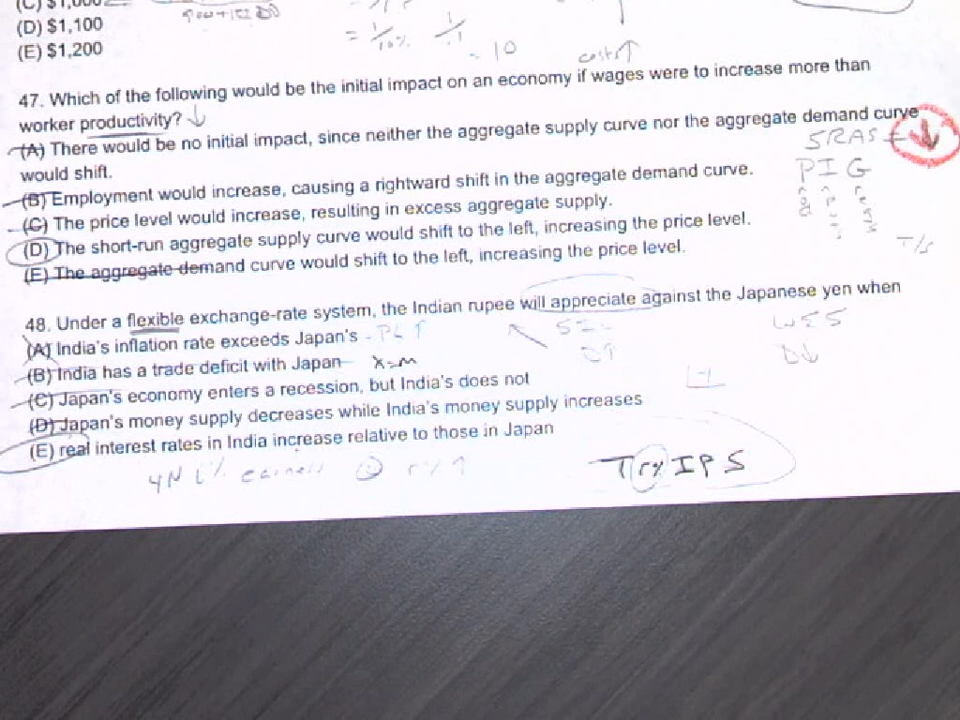 (C) $1,000
(D) $1,100
(E) $1,200
= 1/10% 1/.1
= 10
costs ↑
47. Which of the following would be the initial impact on an economy if wages were to increase more than
worker productivity? ↓
(A) There would be no initial impact, since neither the aggregate supply curve nor the aggregate demand curve
would shift.
SRAS ↓
(B) Employment would increase, causing a rightward shift in the aggregate demand curve.
PIG
(C) The price level would increase, resulting in excess aggregate supply.
(D) The short-run aggregate supply curve would shift to the left, increasing the price level.
T/S
(E) The aggregate demand curve would shift to the left, increasing the price level.
48. Under a flexible exchange-rate system, the Indian rupee will appreciate against the Japanese yen when
(A) India's inflation rate exceeds Japan's - PL ↑
D↑ D↓
(B) India has a trade deficit with Japan X-M
(C) Japan's economy enters a recession, but India's does not
(D) Japan's money supply decreases while India's money supply increases
(E) real interest rates in India increase relative to those in Japan
TryIPS